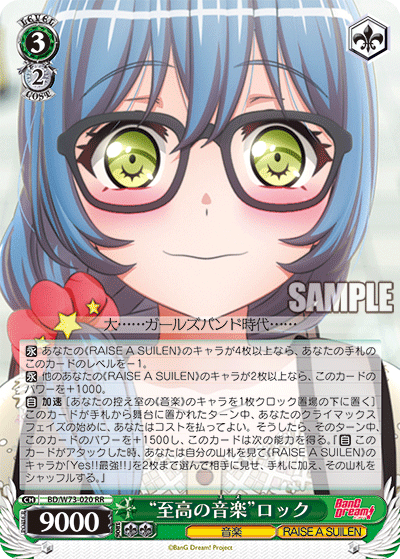 LEVEL
3
2
COST
SAMPLE
大……ガールズバンド時代……
永 あなたの《RAISE A SUILEN》のキャラが4枚以上なら、あなたの手札の
このカードのレベルを－1。
永 他のあなたの《RAISE A SUILEN》のキャラが2枚以上なら、このカードの
パワーを＋1000。
自 加速 [あなたの控え室の《音楽》のキャラを1枚クロック置場の下に置く]
このカードが手札から舞台に置かれたターン中、あなたのクライマックス
フェイズの始めに、あなたはコストを払ってよい。そうしたら、そのターン中、
このカードのパワーを＋1500し、このカードは次の能力を得る。『自 この
カードがアタックした時、あなたは自分の山札を見て《RAISE A SUILEN》の
キャラか「Yes!!最強!!」を2枚まで選んで相手に見せ、手札に加え、その山札を
シャッフルする。』
CH
BD/W73-020 RR
9000
“至高の音楽”ロック
BanG Dream!
音楽
RAISE A SUILEN
©BanG Dream! Project